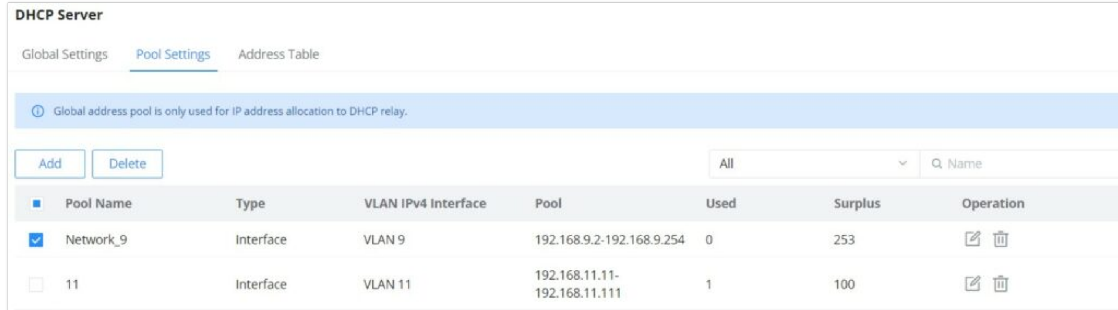 DHCP Server
Global Settings Pool Settings Address Table
Global address pool is only used for IP address allocation to DHCP relay.
Add Delete All Name
Pool Name Type VLAN IPv4 Interface Pool Used Surplus Operation
Network_9 Interface VLAN 9 192.168.9.2-192.168.9.254 0 253
11 Interface VLAN 11 192.168.11.11-
192.168.11.111 1 100